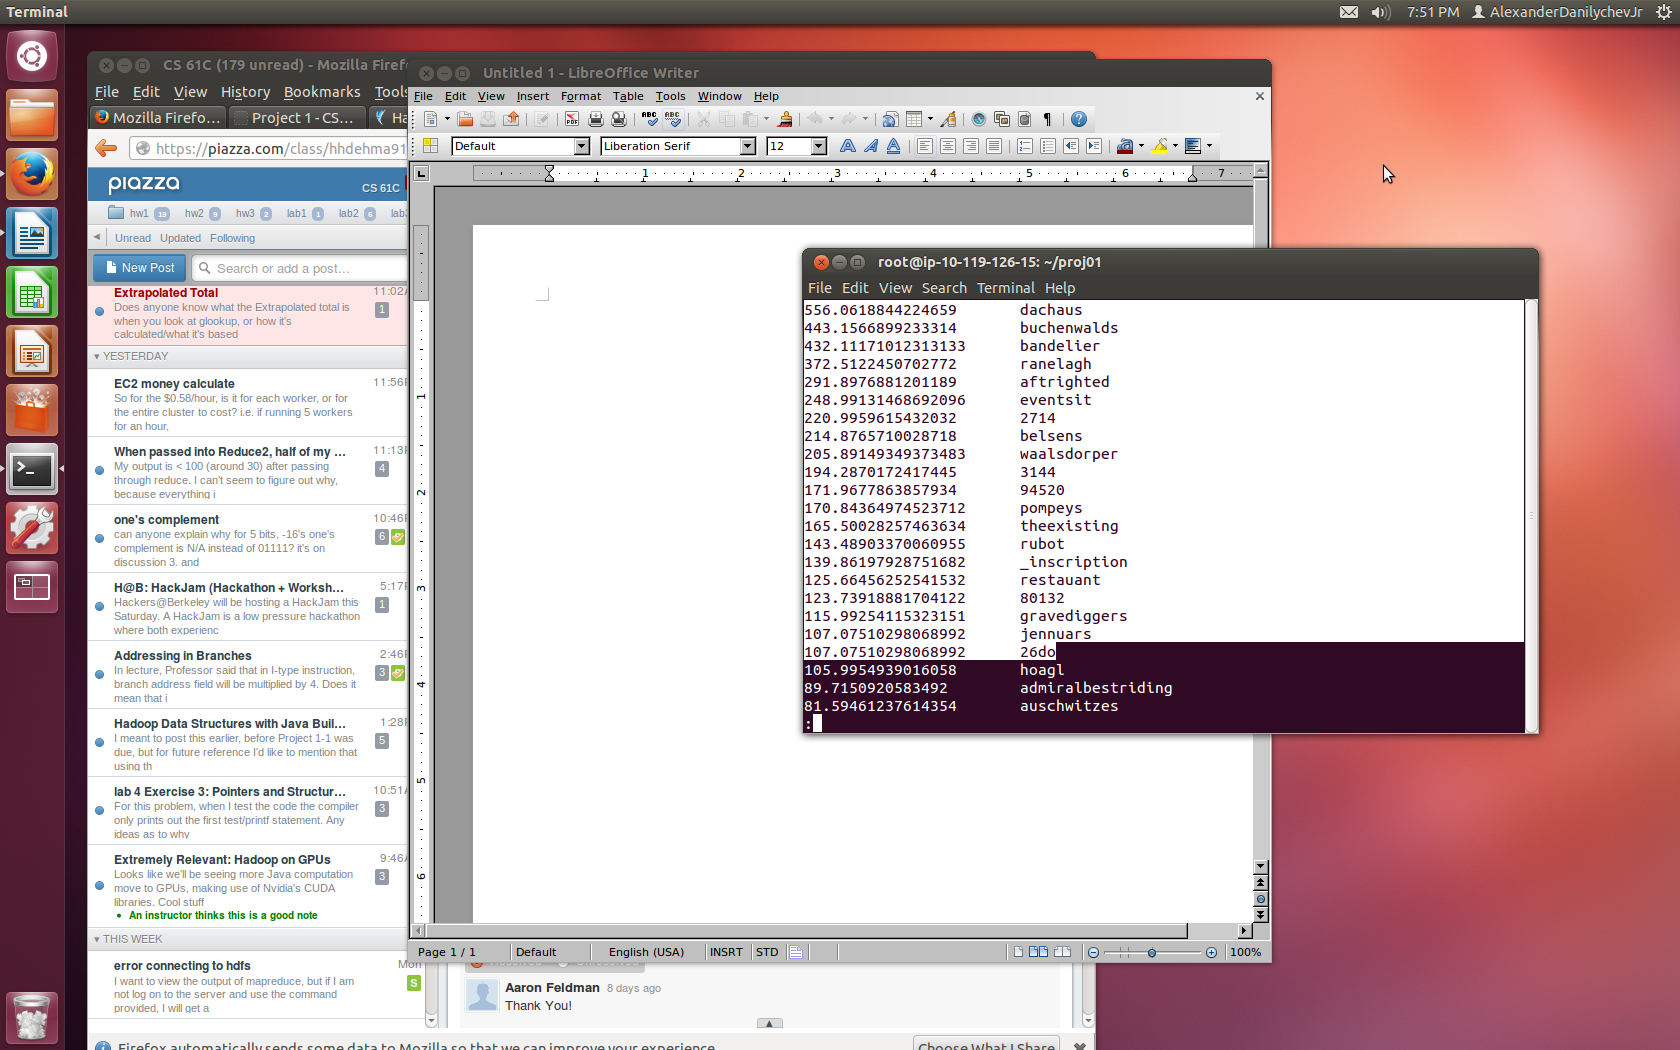 Terminal
7:51 PM AlexanderDanilychevJr
CS 61C (179 unread) - Mozilla Firef
File Edit View History Bookmarks Tools
Mozilla Firefo... Project 1 - CS... Ha
https://piazza.com/class/hhdehma91
piazza CS 61C
hw1 19 hw2 9 hw3 2 lab1 1 lab2 6 lab3
Unread Updated Following
New Post Search or add a post...
Extrapolated Total 11:02
Does anyone know what the Extrapolated total is
when you look at glookup, or how it's
calculated/what it's based
1
YESTERDAY
EC2 money calculate 11:56
So for the $0.58/hour, is it for each worker, or for
the entire cluster to cost? i.e. if running 5 workers
for an hour,
When passed into Reduce2, half of my ... 11:13
My output is < 100 (around 30) after passing
through reduce. I can't seem to figure out why,
because everything i
4
one's complement 10:46
can anyone explain why for 5 bits, -16's one's
complement is N/A instead of 01111? it's on
discussion 3. and
6
H@B: HackJam (Hackathon + Worksh... 5:17
Hackers@Berkeley will be hosting a HackJam this
Saturday. A HackJam is a low pressure hackathon
where both experienc
1
Addressing in Branches 2:46
In lecture, Professor said that in I-type instruction,
branch address field will be multiplied by 4. Does it
mean that i
3
Hadoop Data Structures with Java Buil... 1:28
I meant to post this earlier, before Project 1-1 was
due, but for future reference I'd like to mention that
using th
5
lab 4 Exercise 3: Pointers and Structur... 10:51
For this problem, when I test the code the compiler
only prints out the first test/printf statement. Any
ideas as to why
3
Extremely Relevant: Hadoop on GPUs 9:46
Looks like we'll be seeing more Java computation
move to GPUs, making use of Nvidia's CUDA
libraries. Cool stuff
3
An instructor thinks this is a good note
THIS WEEK
error connecting to hdfs Mon
I want to view the output of mapreduce, but if I am
not log on to the server and use the command
provided, I will get a
S
Aaron Feldman 8 days ago
Thank You!
Firefox automatically sends some data to Mozilla so that we can improve your experience.
Choose What I Share
Untitled 1 - LibreOffice Writer
File Edit View Insert Format Table Tools Window Help
Default Liberation Serif 12
1 2 3 4 5 6 7
1
2
3
4
5
6
Page 1 / 1 Default English (USA) INSRT STD 100%
root@ip-10-119-126-15: ~/proj01
File Edit View Search Terminal Help
556.0618844224659 dachaus
443.1566899233314 buchenwalds
432.11171012313133 bandelier
372.5122450702772 ranelagh
291.8976881201189 aftrighted
248.99131468692096 eventsit
220.9959615432032 2714
214.8765710028718 belsens
205.89149349373483 waalsdorper
194.2870172417445 3144
171.9677863857934 94520
170.84364974523712 pompeys
165.50028257463634 theexisting
143.48903370060955 rubot
139.86197928751682 _inscription
125.66456252541532 restauant
123.73918881704122 80132
115.99254115323151 gravediggers
107.07510298068992 jennuars
107.07510298068992 26do
105.9954939016058 hoagl
89.7150920583492 admiralbestriding
81.59461237614354 auschwitzes
: